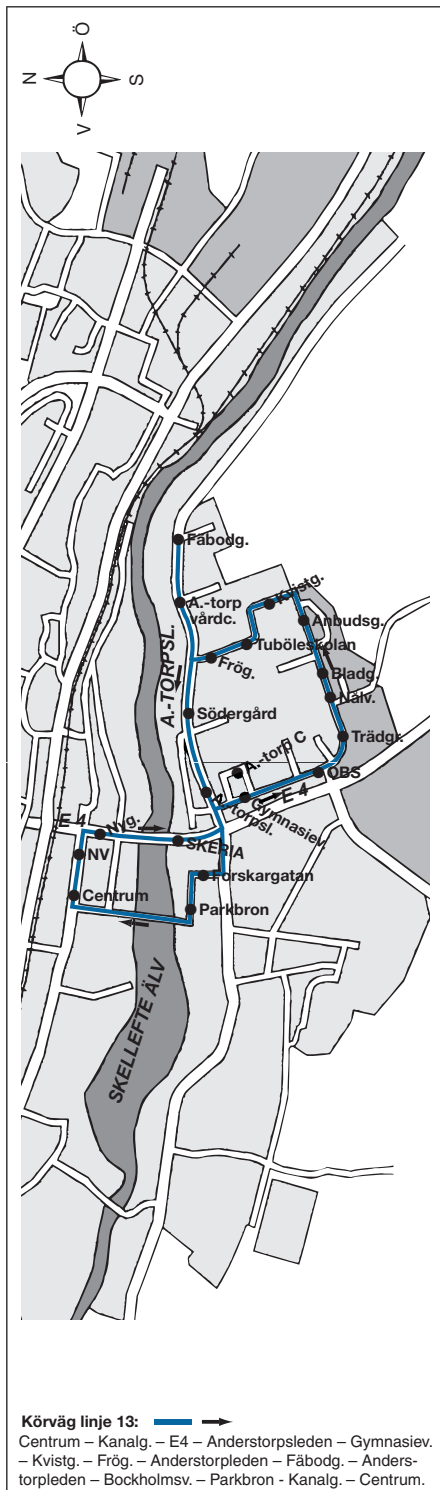 Ö
N
S
V
Fäbodg.
Kvistg.
A.-torp
vårdc.
Anbudsg.
Tuböleskolan
Frög.
Bladg.
A.-TORPSL.
Nälv.
Södergård
Trädgr.
A.-torp C
OBS
E 4
A.-torpsl.
Gymnasiev.
E 4
Nyg.
SKERIA
NV
Forskargatan
Centrum
Parkbron
SKELLEFTE ÄLV
Körväg linje 13:
Centrum – Kanalg. – E4 – Anderstorpsleden – Gymnasiev.
– Kvistg. – Frög. – Anderstorpleden – Fäbodg. – Anders-
torpleden – Bockholmsv. – Parkbron - Kanalg. – Centrum.